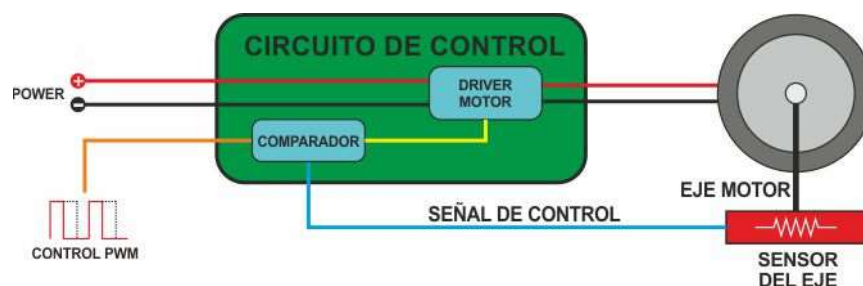 CIRCUITO DE CONTROL
POWER
+
-
DRIVER
MOTOR
COMPARADOR
CONTROL PWM
SEÑAL DE CONTROL
EJE MOTOR
SENSOR
DEL EJE